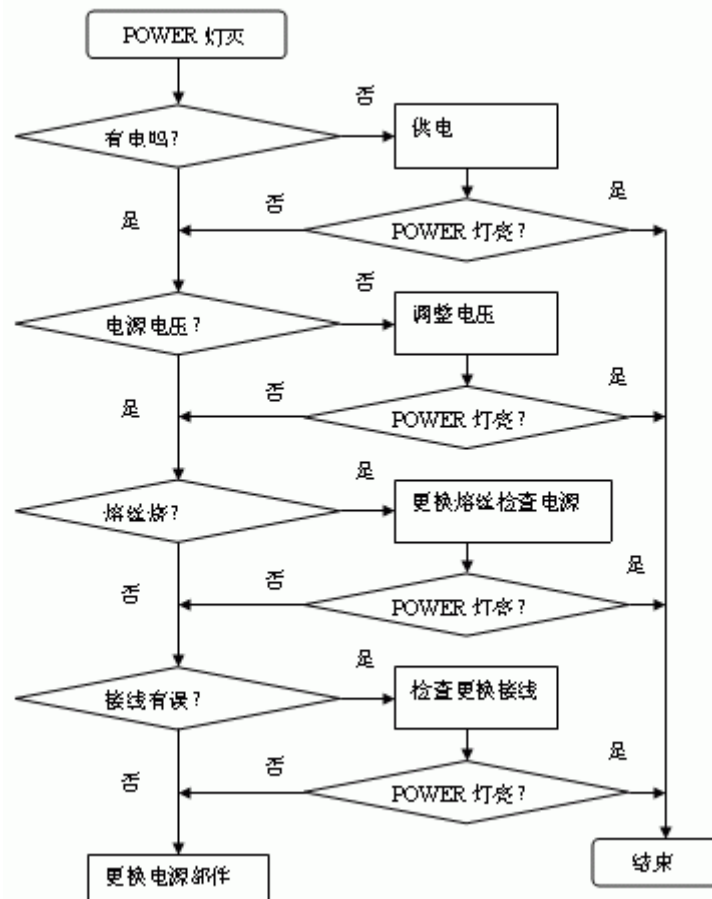 POWER 灯灭
否
有电吗?
供电
是
否
是
POWER 灯亮?
否
电源电压?
调整电压
是
否
是
POWER 灯亮?
是
熔丝烧?
更换熔丝检查电源
否
否
是
POWER 灯亮?
是
接线有误?
检查更换接线
否
否
是
POWER 灯亮?
更换电源部件
结束